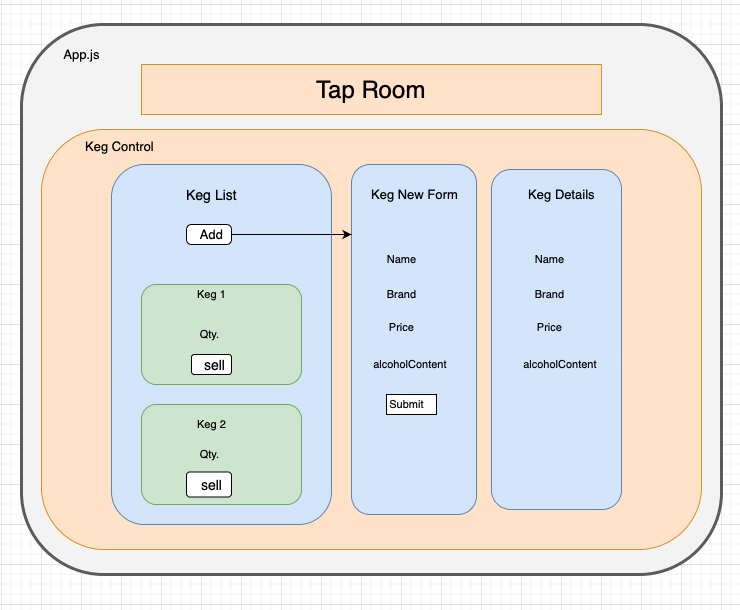 App.js
Tap Room
Keg Control
Keg List
Add
Keg 1
Qty.
sell
Keg 2
Qty.
sell
Keg New Form
Name
Brand
Price
alcoholContent
Submit
Keg Details
Name
Brand
Price
alcoholContent